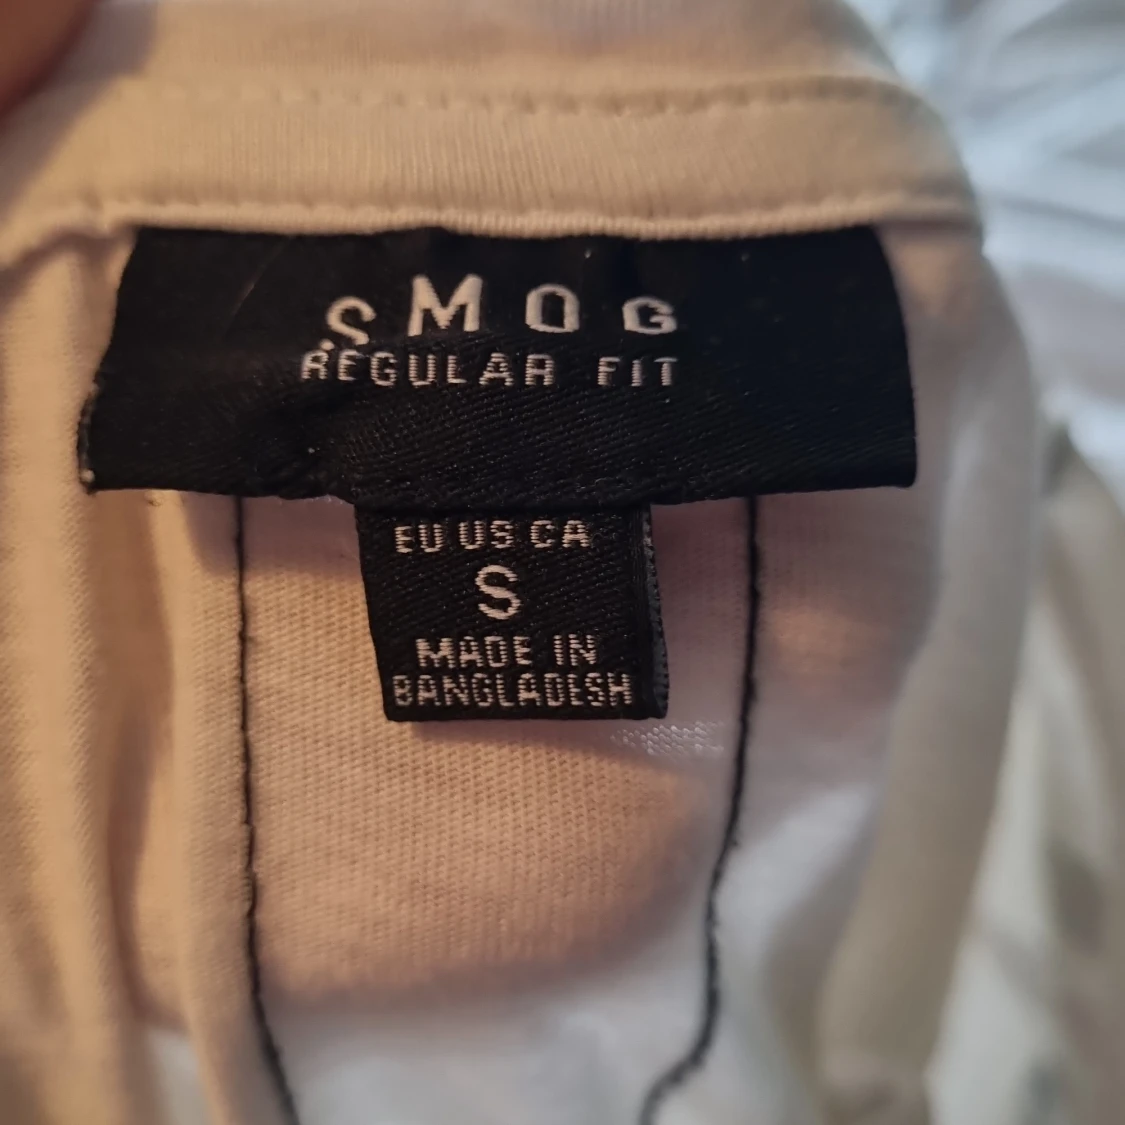 SMOG
REGULAR FIT
EU US CA
S
MADE IN
BANGLADESH